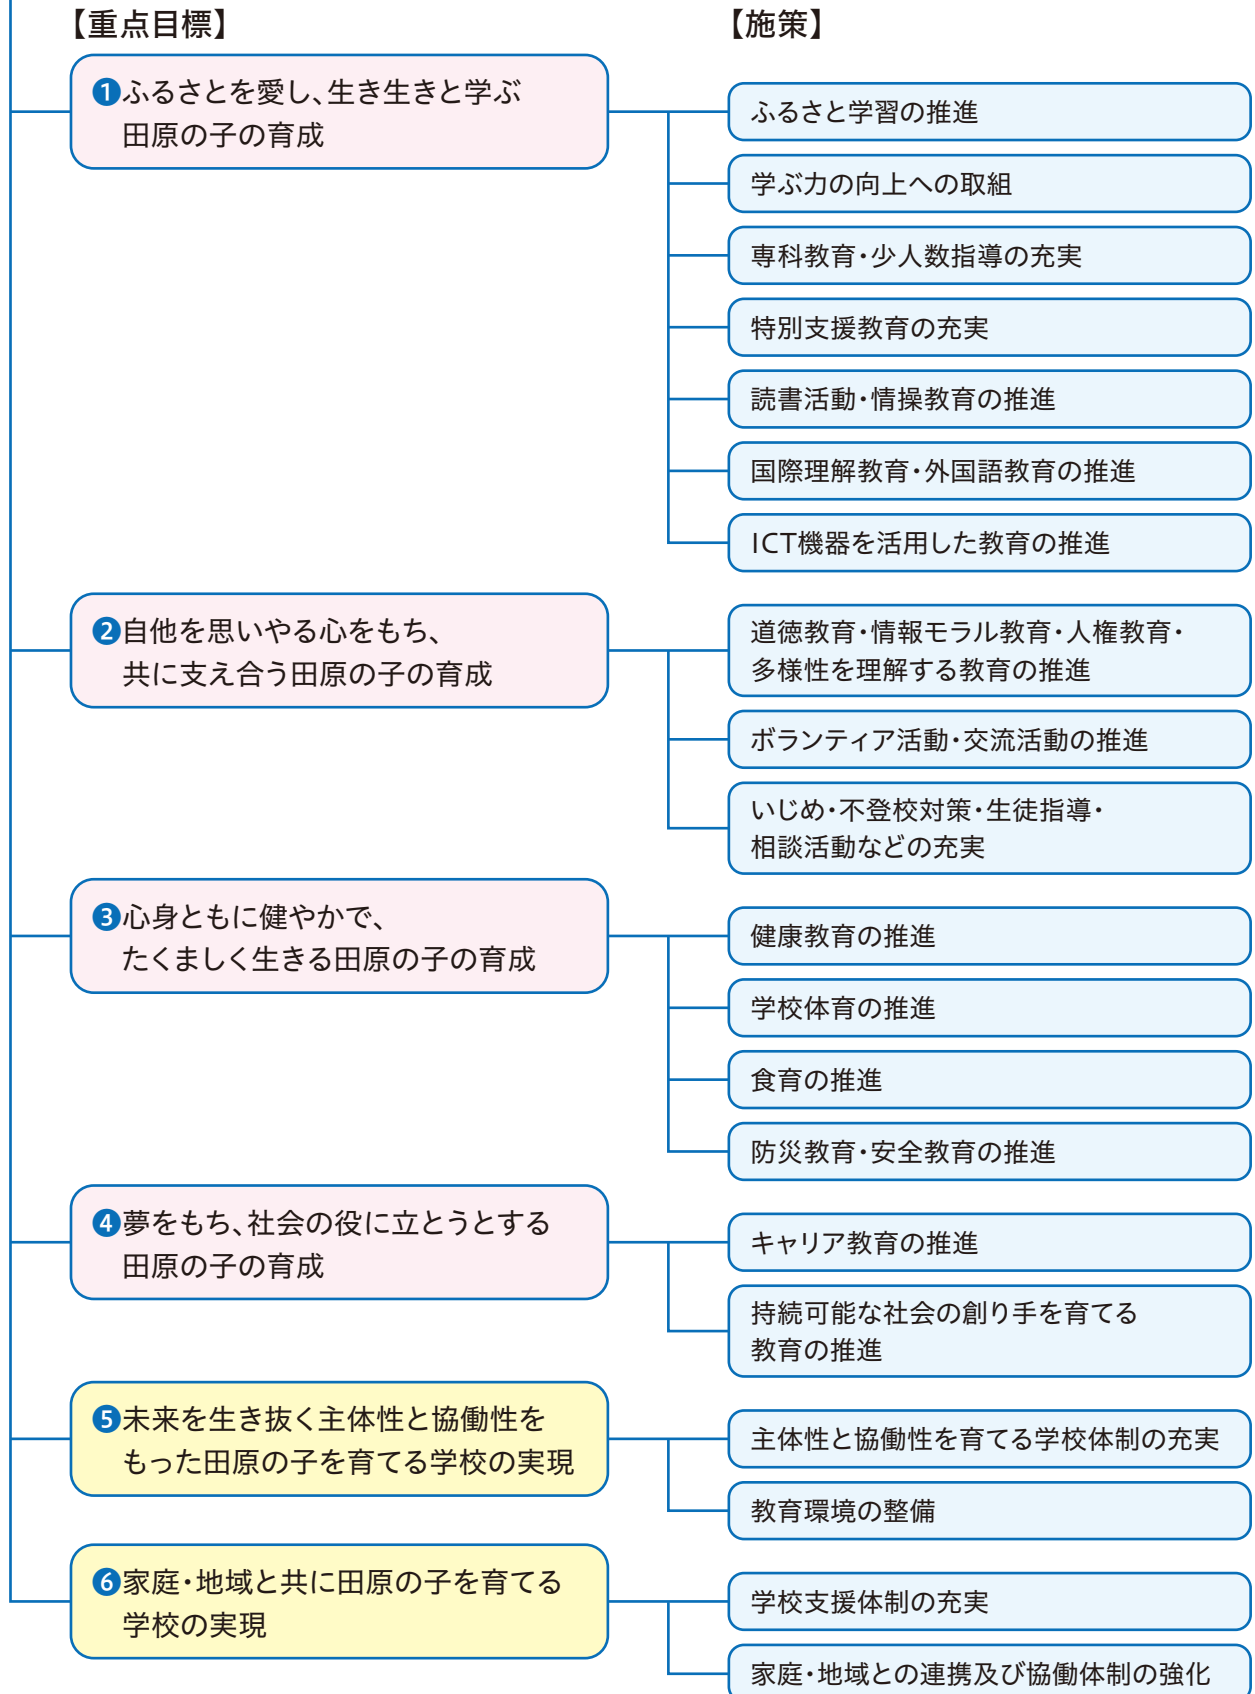 【重点目標】
【施策】
❶ふるさとを愛し、生き生きと学ぶ
田原の子の育成
ふるさと学習の推進
学ぶ力の向上への取組
専科教育・少人数指導の充実
特別支援教育の充実
読書活動・情操教育の推進
国際理解教育・外国語教育の推進
ICT機器を活用した教育の推進
❷自他を思いやる心をもち、
共に支え合う田原の子の育成
道徳教育・情報モラル教育・人権教育・
多様性を理解する教育の推進
ボランティア活動・交流活動の推進
いじめ・不登校対策・生徒指導・
相談活動などの充実
❸心身ともに健やかで、
たくましく生きる田原の子の育成
健康教育の推進
学校体育の推進
食育の推進
防災教育・安全教育の推進
❹夢をもち、社会の役に立とうとする
田原の子の育成
キャリア教育の推進
持続可能な社会の創り手を育てる
教育の推進
❺未来を生き抜く主体性と協働性を
もった田原の子を育てる学校の実現
主体性と協働性を育てる学校体制の充実
教育環境の整備
❻家庭・地域と共に田原の子を育てる
学校の実現
学校支援体制の充実
家庭・地域との連携及び協働体制の強化